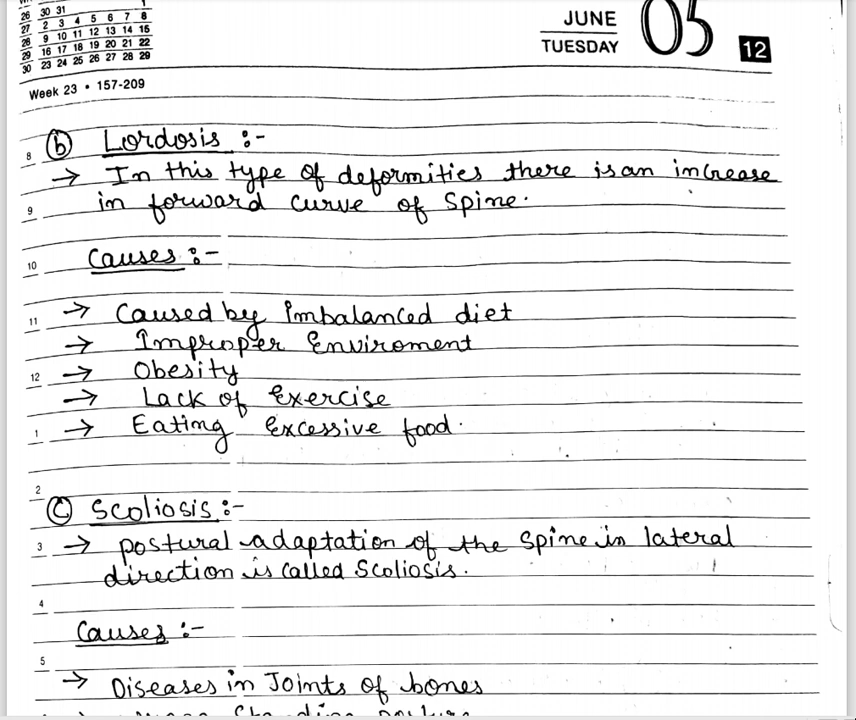 1
26 30 31
27 2 3 4 5 6 7 8
28 9 10 11 12 13 14 15
29 16 17 18 19 20 21 22
30 23 24 25 26 27 28 29
JUNE
TUESDAY
05
12
Week 23 • 157-209
8 (b) Lordosis :-
→ In this type of deformities there is an increase
9 in forward curve of Spine.
10 Causes :-
11 → Caused by Imbalanced diet
→ Improper Enviroment
12 → Obesity
→ Lack of Exercise
1 → Eating Excessive food.
2
(C) Scoliosis :-
3 → postural adaptation of the Spine in lateral
direction is called Scoliosis.
4
Causes :-
5
→ Diseases in Joints of bones
Standing posture